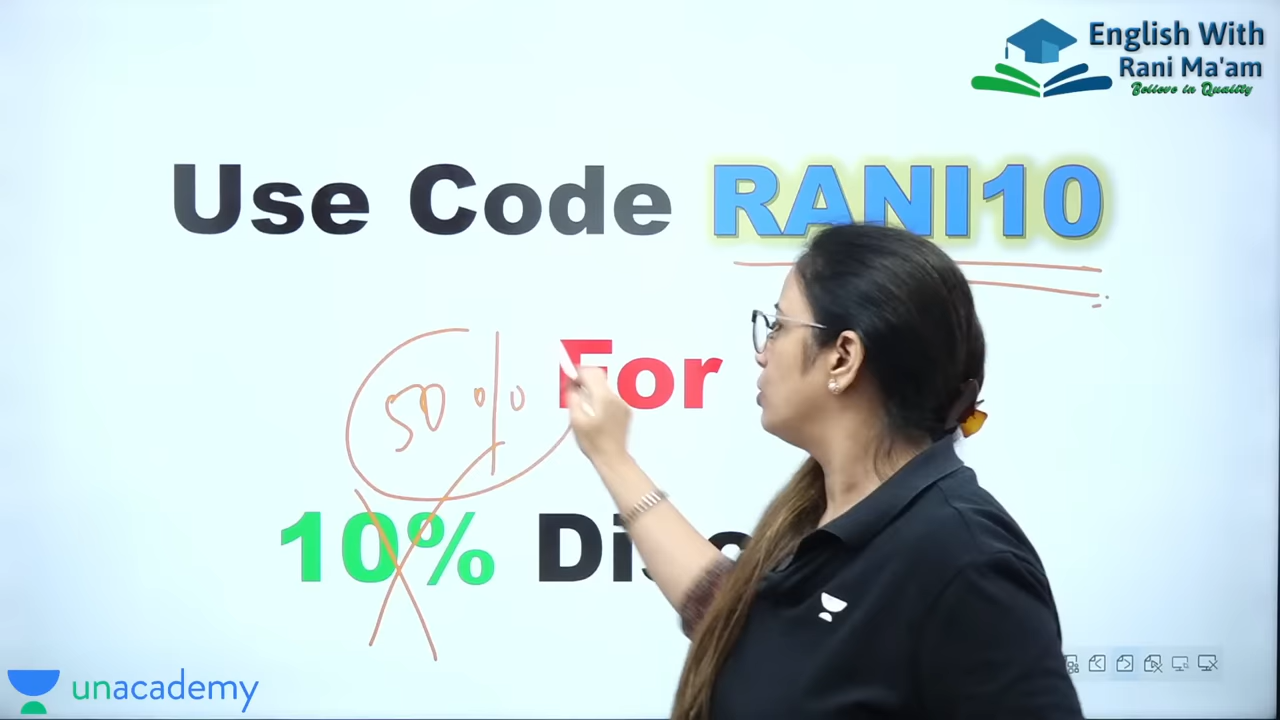 English With
Rani Ma'am
Believe in Quality
Use Code RANI10
50% For
10% Dis
unacademy